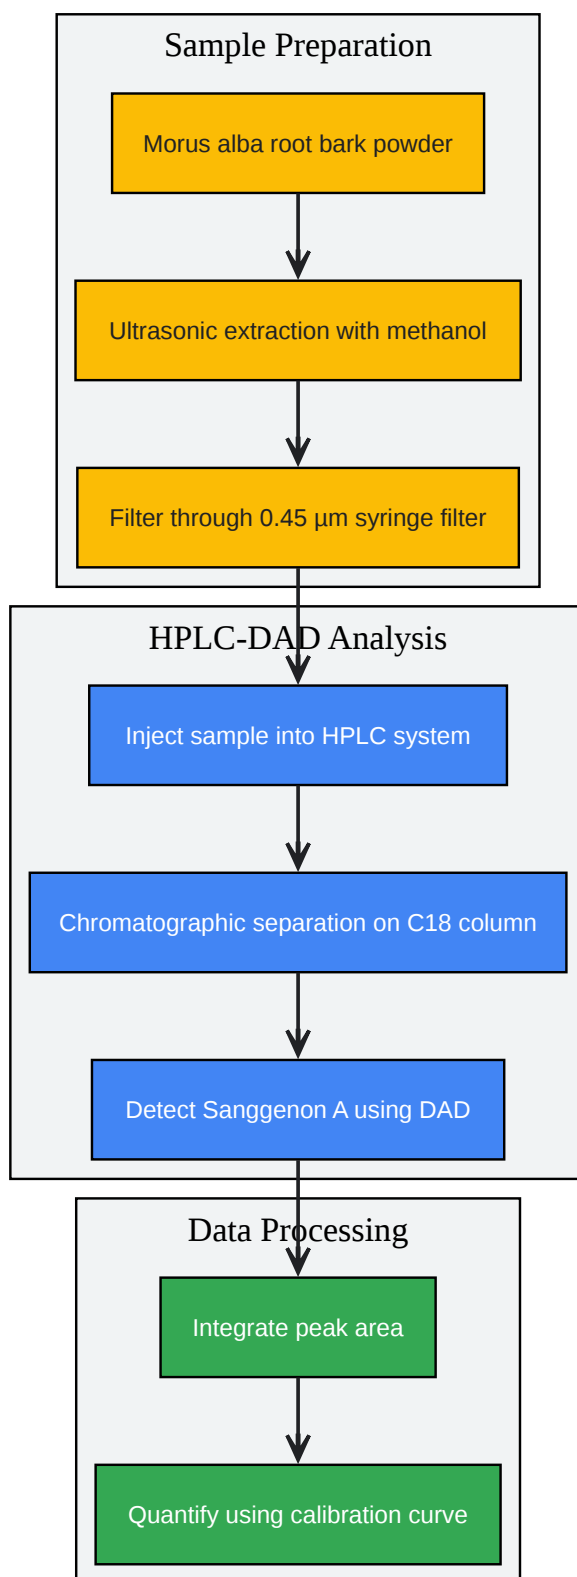 Sample Preparation
Morus alba root bark powder
Ultrasonic extraction with methanol
Filter through 0.45 µm syringe filter
HPLC-DAD Analysis
Inject sample into HPLC system
Chromatographic separation on C18 column
Detect Sanggenon A using DAD
Data Processing
Integrate peak area
Quantify using calibration curve